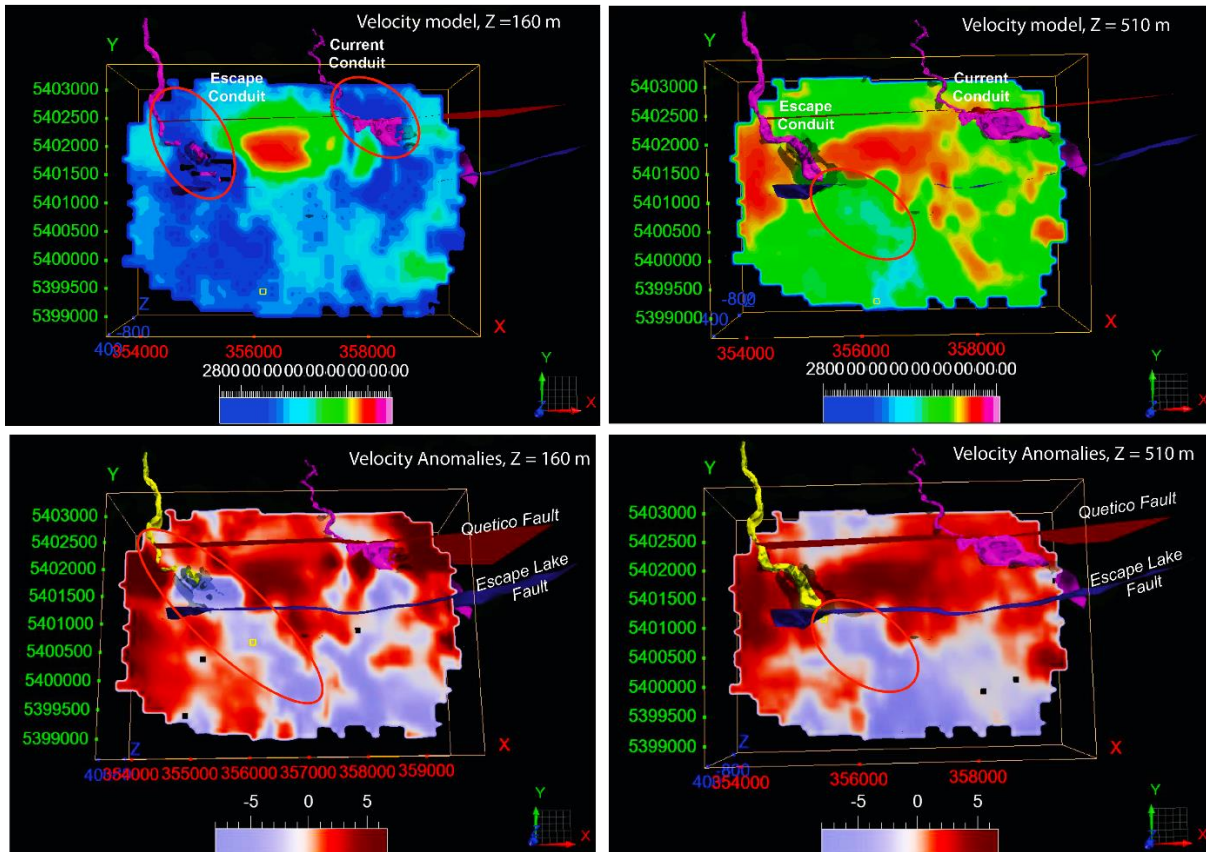 Velocity model, Z =160 m
Y
Escape
Conduit
Current
Conduit
5403000
5402500
5402000
5401500
5401000
5400500
5400000
5399500
5399000
Z
-800
X
354000
356000
358000
Y
Z
X
Velocity model, Z = 510 m
Y
Escape
Conduit
Current
Conduit
5403000
5402500
5402000
5401500
5401000
5400500
5400000
5399500
5399000
-800
400
X
354000
356000
358000
Y
Z
X
Velocity Anomalies, Z = 160 m
Y
Quetico Fault
Escape Lake
Fault
5403000
5402500
5402000
5401500
5401000
5400500
5400000
5399500
5399000
Z
X
355000
356000
357000
358000
359000
-5
0
5
Y
Z
X
Velocity Anomalies, Z = 510 m
Y
Quetico Fault
Escape Lake
Fault
5403000
5402500
5402000
5401500
5401000
5400500
5400000
5399500
5399000
Z
-800
X
354000
356000
358000
-5
0
5
Y
Z
X